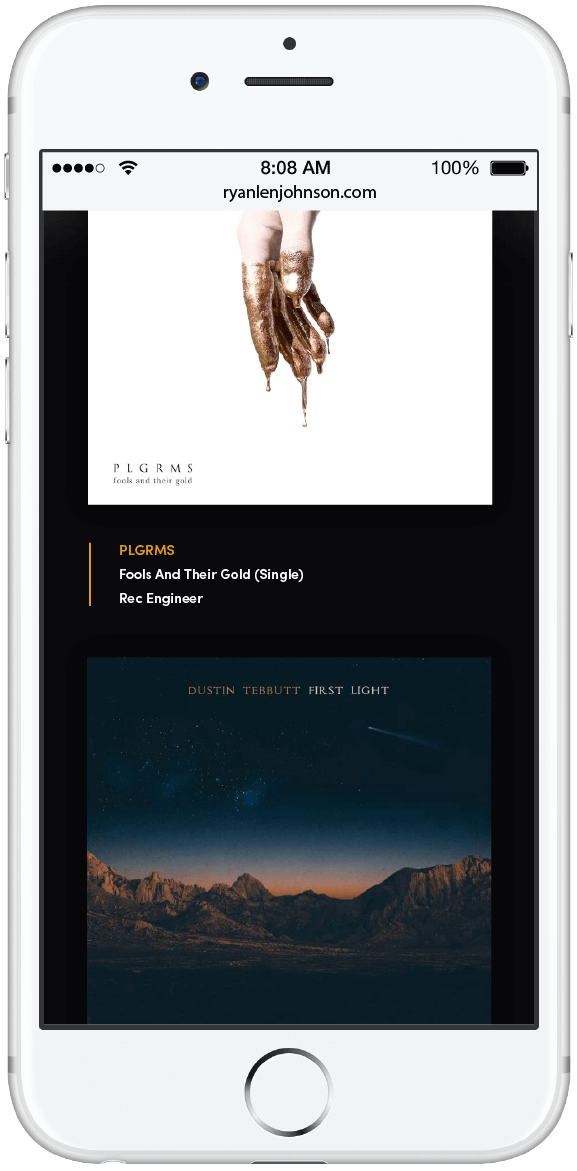 8:08 AM
100%
ryanlenjohnson.com
PLGRMS
fools and their gold
PLGRMS
Fools And Their Gold (Single)
Rec Engineer
DUSTIN TEBBUTT FIRST LIGHT